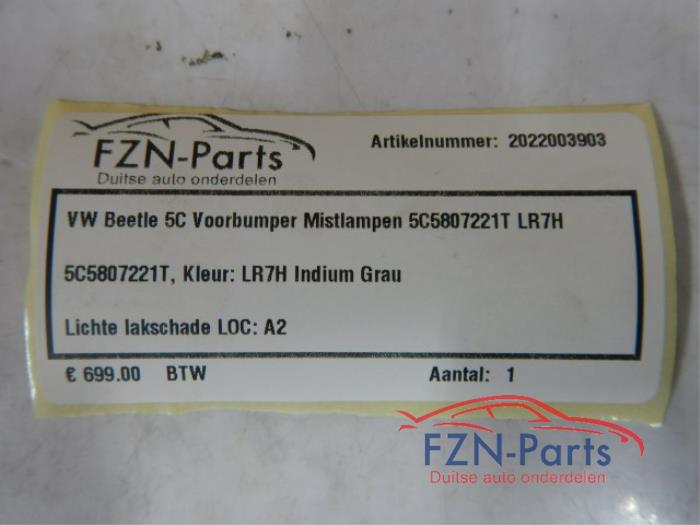 FZN-Parts
Duitse auto onderdelen
Artikelnummer: 2022003903
VW Beetle 5C Voorbumper Mistlampen 5C5807221T LR7H
5C5807221T, Kleur: LR7H Indium Grau
Lichte lakschade LOC: A2
€ 699.00 BTW
Aantal: 1
FZN-Parts
Duitse auto onderdelen